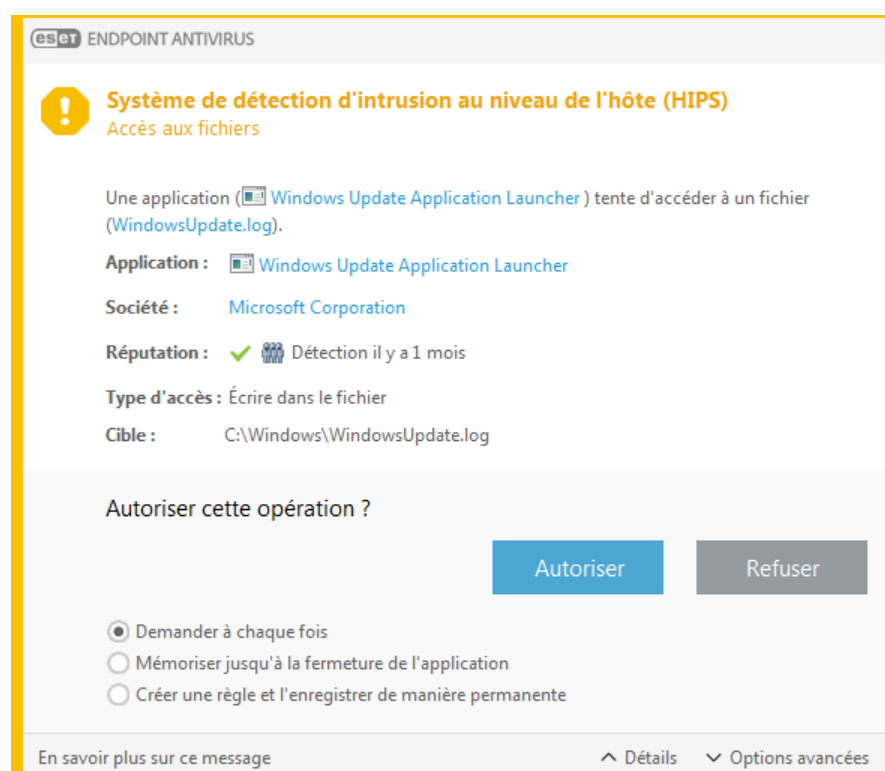 eset ENDPOINT ANTIVIRUS
Système de détection d'intrusion au niveau de l'hôte (HIPS)
Accès aux fichiers
Une application ( Windows Update Application Launcher ) tente d'accéder à un fichier
(WindowsUpdate.log).
Application : Windows Update Application Launcher
Société : Microsoft Corporation
Réputation : Détection il y a 1 mois
Type d'accès : Écrire dans le fichier
Cible : C:\Windows\WindowsUpdate.log
Autoriser cette opération ?
Autoriser Refuser
Demander à chaque fois
Mémoriser jusqu'à la fermeture de l'application
Créer une règle et l'enregistrer de manière permanente
En savoir plus sur ce message Détails Options avancées